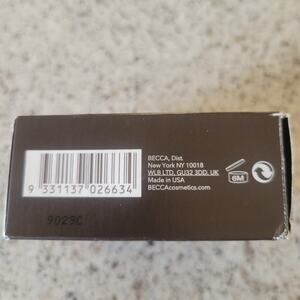 BECCA, Dist.
New York NY 10018
WLB LTD. GU32 3DD. UK
Made in USA
BECCAcosmetics.com
6M
9 331137 026634
9029C